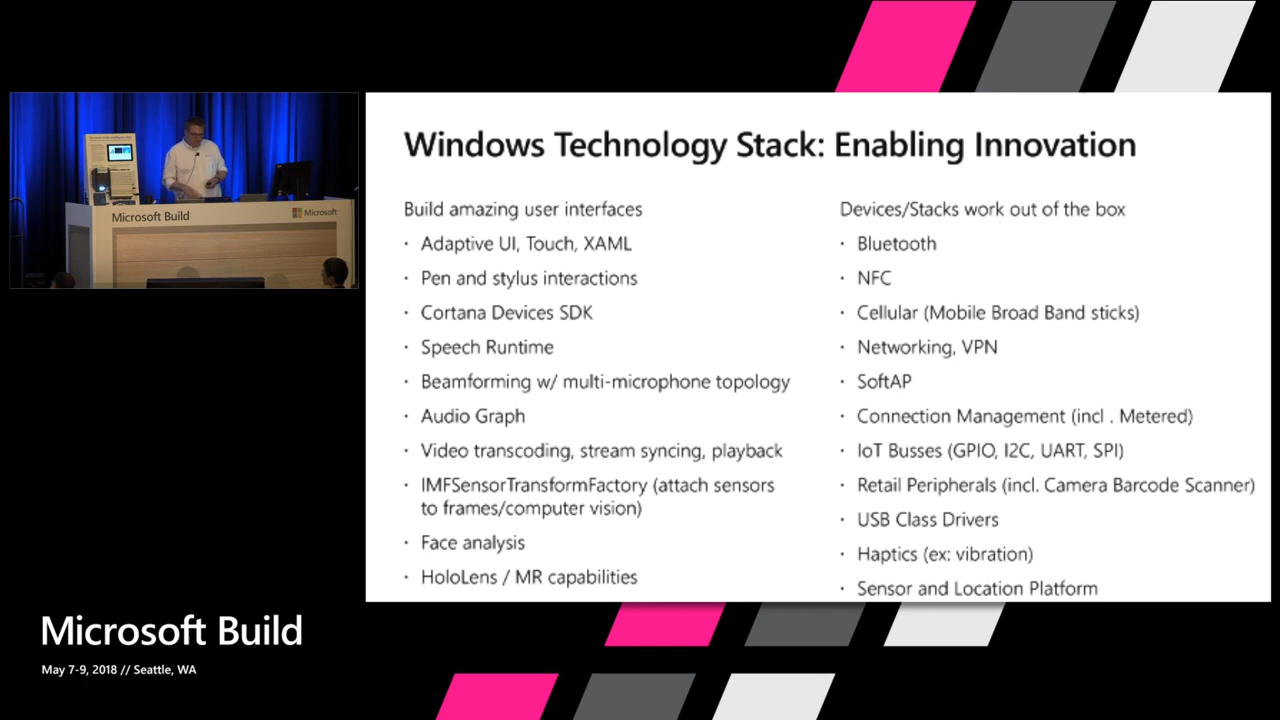 Windows Technology Stack: Enabling Innovation
Build amazing user interfaces
· Adaptive UI, Touch, XAML
· Pen and stylus interactions
· Cortana Devices SDK
· Speech Runtime
· Beamforming w/ multi-microphone topology
· Audio Graph
· Video transcoding, stream syncing, playback
· IMFSensorTransformFactory (attach sensors
to frames/computer vision)
· Face analysis
· HoloLens / MR capabilities
Devices/Stacks work out of the box
· Bluetooth
· NFC
· Cellular (Mobile Broad Band sticks)
· Networking, VPN
· SoftAP
· Connection Management (incl . Metered)
· IoT Busses (GPIO, I2C, UART, SPI)
· Retail Peripherals (incl. Camera Barcode Scanner)
· USB Class Drivers
· Haptics (ex: vibration)
· Sensor and Location Platform
Microsoft Build
Microsoft
Microsoft Build
May 7-9, 2018 // Seattle, WA